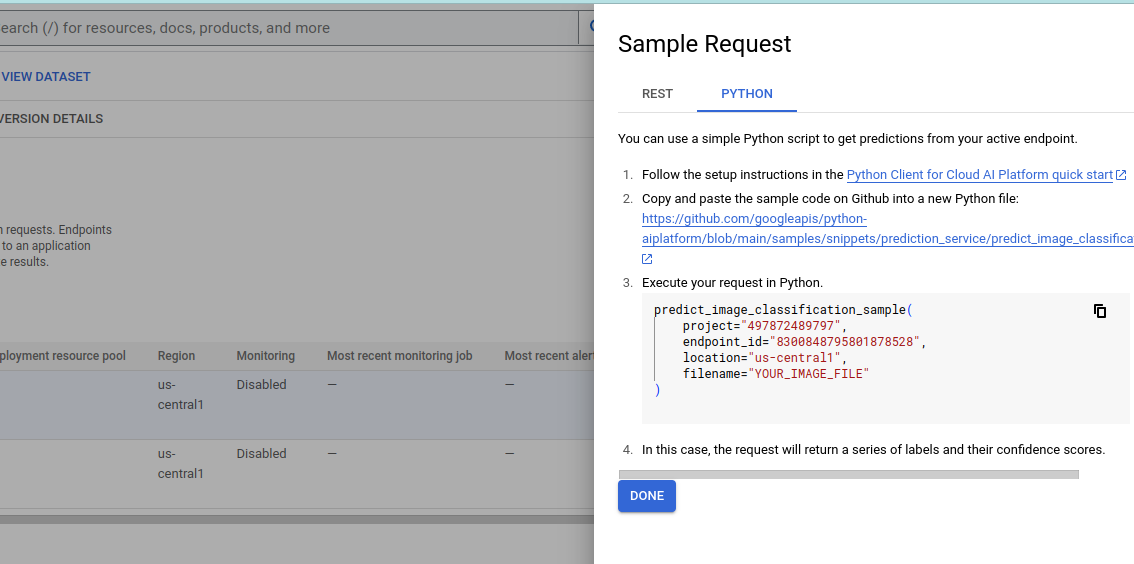 earch (/) for resources, docs, products, and more
VIEW DATASET
VERSION DETAILS
n requests. Endpoints
to an application
e results.
ployment resource pool Region Monitoring Most recent monitoring job Most recent aler
us-
central1
Disabled — —
us-
central1
Disabled — —
Sample Request
REST PYTHON
You can use a simple Python script to get predictions from your active endpoint.
1. Follow the setup instructions in the Python Client for Cloud AI Platform quick start
2. Copy and paste the sample code on Github into a new Python file:
https://github.com/googleapis/python-
aiplatform/blob/main/samples/snippets/prediction_service/predict_image_classifica
3. Execute your request in Python.
predict_image_classification_sample(
project="497872489797",
endpoint_id="8300848795801878528",
location="us-central1",
filename="YOUR_IMAGE_FILE"
)
4. In this case, the request will return a series of labels and their confidence scores.
DONE